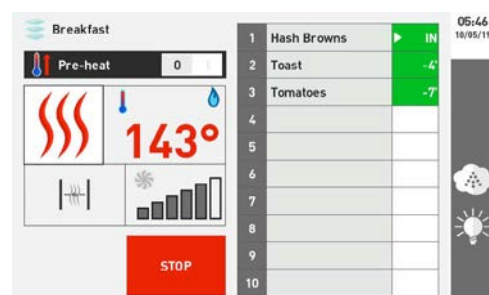 Breakfast
05:46
10/05/19
Pre-heat 0
143°
STOP
1 Hash Browns IN
2 Toast -4'
3 Tomatoes -7'
4
5
6
7
8
9
10